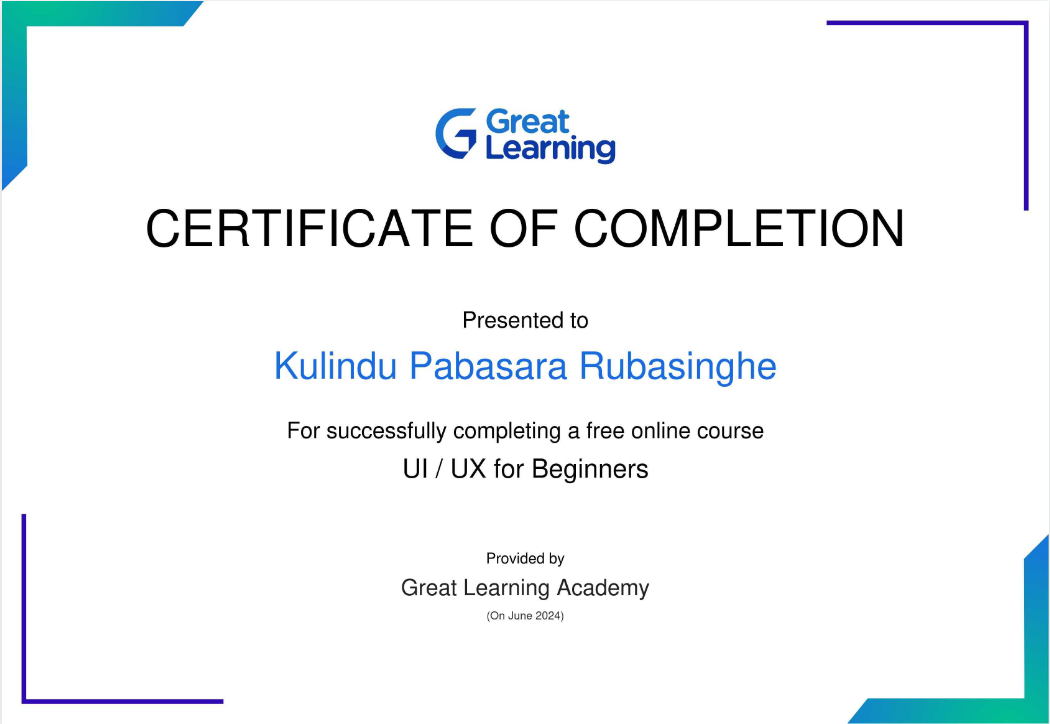 Great
Learning
CERTIFICATE OF COMPLETION
Presented to
Kulindu Pabasara Rubasinghe
For successfully completing a free online course
UI / UX for Beginners
Provided by
Great Learning Academy
(On June 2024)